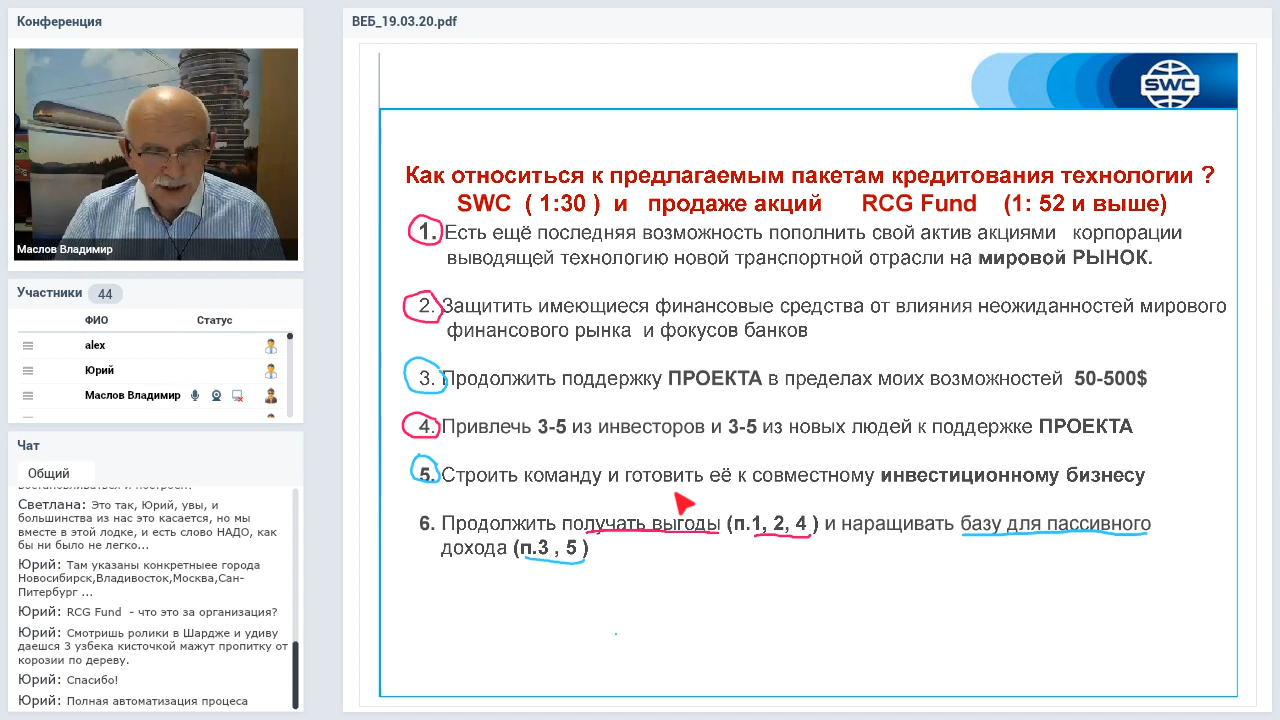 Конференция
Маслов Владимир
Участники 44
ФИО Статус
alex
Юрий
Маслов Владимир
Чат
Общий
Светлана: Это так, Юрий, увы, и
большинства из нас это касается, но мы
вместе в этой лодке, и есть слово НАДО, как
бы ни было не легко...
Юрий: Там указаны конкретныее города
Новосибирск,Владивосток,Москва,Сан-
Питербург ...
Юрий: RCG Fund - что это за организация?
Юрий: Смотришь ролики в Шардже и удиву
даешся 3 узбека кисточкой мажут пропитку от
корозии по дереву.
Юрий: Спасибо!
Юрий: Полная автоматизация процеса
ВЕБ_19.03.20.pdf
SWC
Как относиться к предлагаемым пакетам кредитования технологии ?
SWC ( 1:30 ) и продаже акций RCG Fund (1: 52 и выше)
1. Есть ещё последняя возможность пополнить свой актив акциями корпорации
выводящей технологию новой транспортной отрасли на мировой РЫНОК.
2. Защитить имеющиеся финансовые средства от влияния неожиданностей мирового
финансового рынка и фокусов банков
3. Продолжить поддержку ПРОЕКТА в пределах моих возможностей 50-500$
4. Привлечь 3-5 из инвесторов и 3-5 из новых людей к поддержке ПРОЕКТА
5. Строить команду и готовить её к совместному инвестиционному бизнесу
6. Продолжить получать выгоды (п.1, 2, 4 ) и наращивать базу для пассивного
дохода (п.3 , 5 )